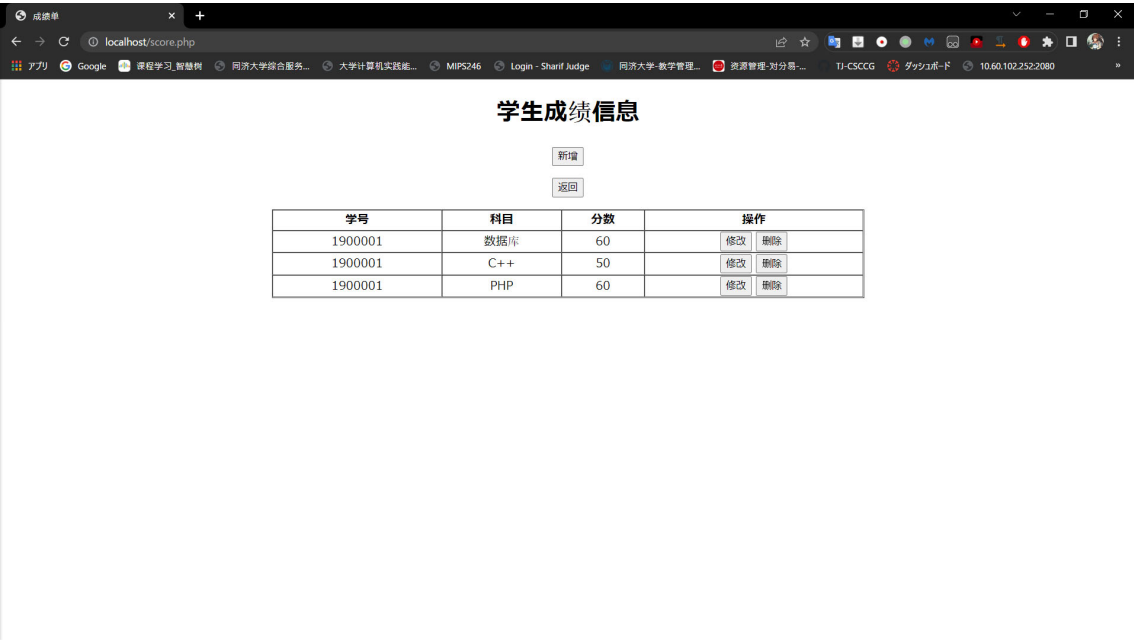 成绩单
localhost/score.php
アプリ Google 课程学习_智慧树 同济大学综合服务... 大学计算机实践能... MIPS246 Login - Sharif Judge 同济大学-教学管理... 资源管理-对分易-... TJ-CSCCG ダッシュボード 10.60.102.252:2080 »
学生成绩信息
新增
返回
学号 科目 分数 操作
1900001 数据库 60 修改 删除
1900001 C++ 50 修改 删除
1900001 PHP 60 修改 删除